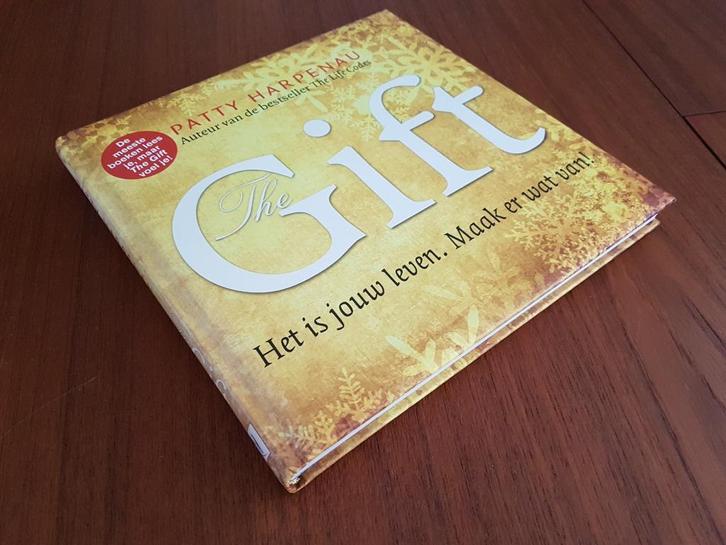 PATTY HARPENAU
Auteur van de bestseller The Life Codes
De
meeste
boeken lees
je, maar
The Gift
voel je!
The
Gift
Het is jouw leven. Maak er wat van!